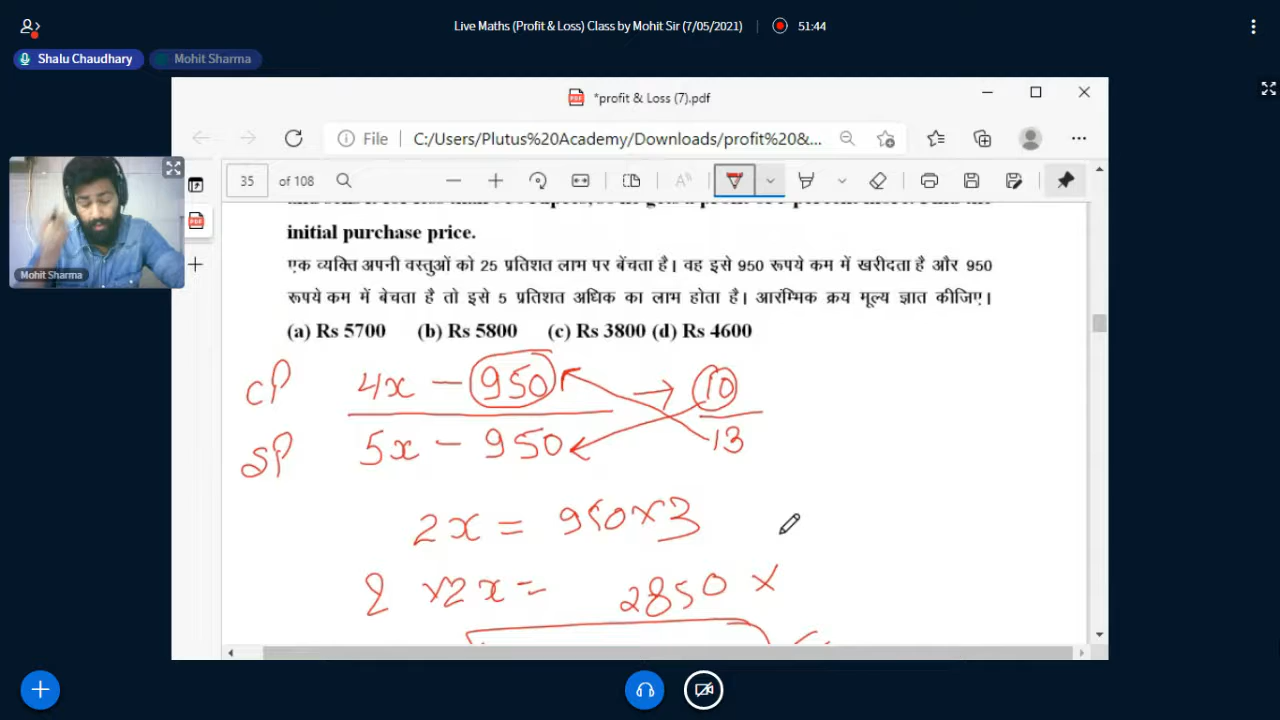 Live Maths (Profit & Loss) Class by Mohit Sir (7/05/2021)
51:44
Shalu Chaudhary
Mohit Sharma
*profit & Loss (7).pdf
File
C:/Users/Plutus%20Academy/Downloads/profit%20&...
35 of 108
Mohit Sharma
initial purchase price.
एक व्यक्ति अपनी वस्तुओं को 25 प्रतिशत लाभ पर बेंचता है। वह इसे 950 रूपये कम में खरीदता है और 950
रूपये कम में बेचता है तो इसे 5 प्रतिशत अधिक का लाभ होता है। आरंम्भिक क्रय मूल्य ज्ञात कीजिए।
(a) Rs 5700 (b) Rs 5800 (c) Rs 3800 (d) Rs 4600
CP 4x - 950 → 10
SP 5x - 950 13
2x = 950×3
2 ×2x = 2850 ×